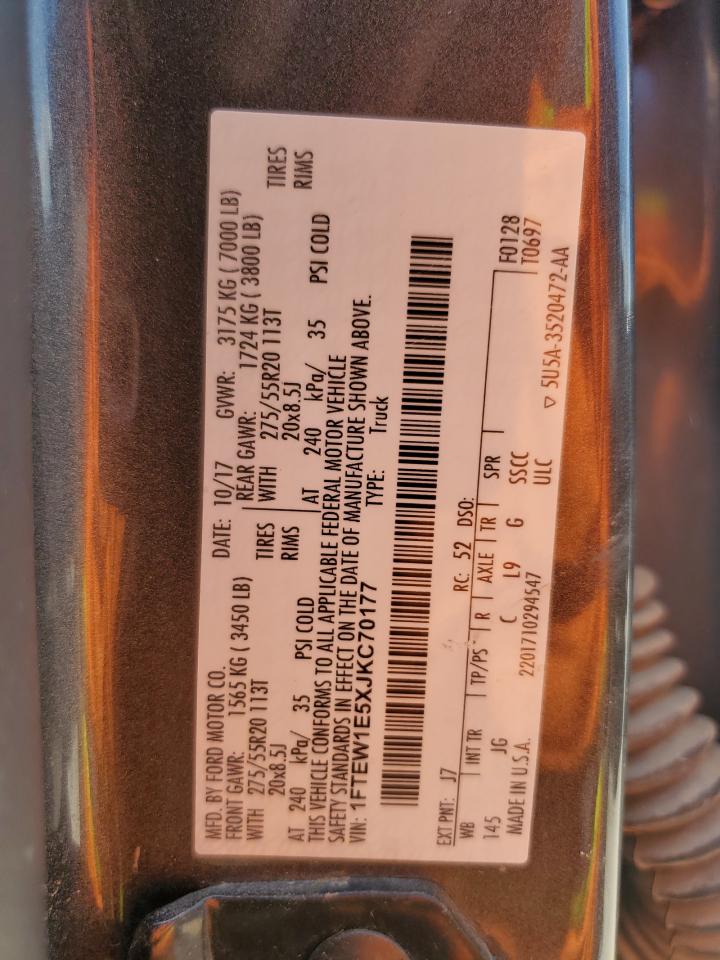 MFD. BY FORD MOTOR CO.
DATE: 10/17 GVWR: 3175 KG ( 7000 LB)
FRONT GAWR: 1565 KG ( 3450 LB) REAR GAWR: 1724 KG ( 3800 LB)
WITH 275/55R20 113T TIRES WITH 275/55R20 113T TIRES
20x8.5J RIMS 20x8.5J RIMS
AT 240 kPa/ 35 PSI COLD AT 240 kPa/ 35 PSI COLD
THIS VEHICLE CONFORMS TO ALL APPLICABLE FEDERAL MOTOR VEHICLE
SAFETY STANDARDS IN EFFECT ON THE DATE OF MANUFACTURE SHOWN ABOVE.
VIN: 1FTEW1E5XJKC70177 TYPE: Truck
EXT PNT: J7 RC: 52 DSO: F0128
WB INT TR TP/PS R AXLE TR SPR T0697
145 JG C L9 G SSCC
MADE IN U.S.A. 2201710294547 ULC ▽ 5U5A-3520472-AA